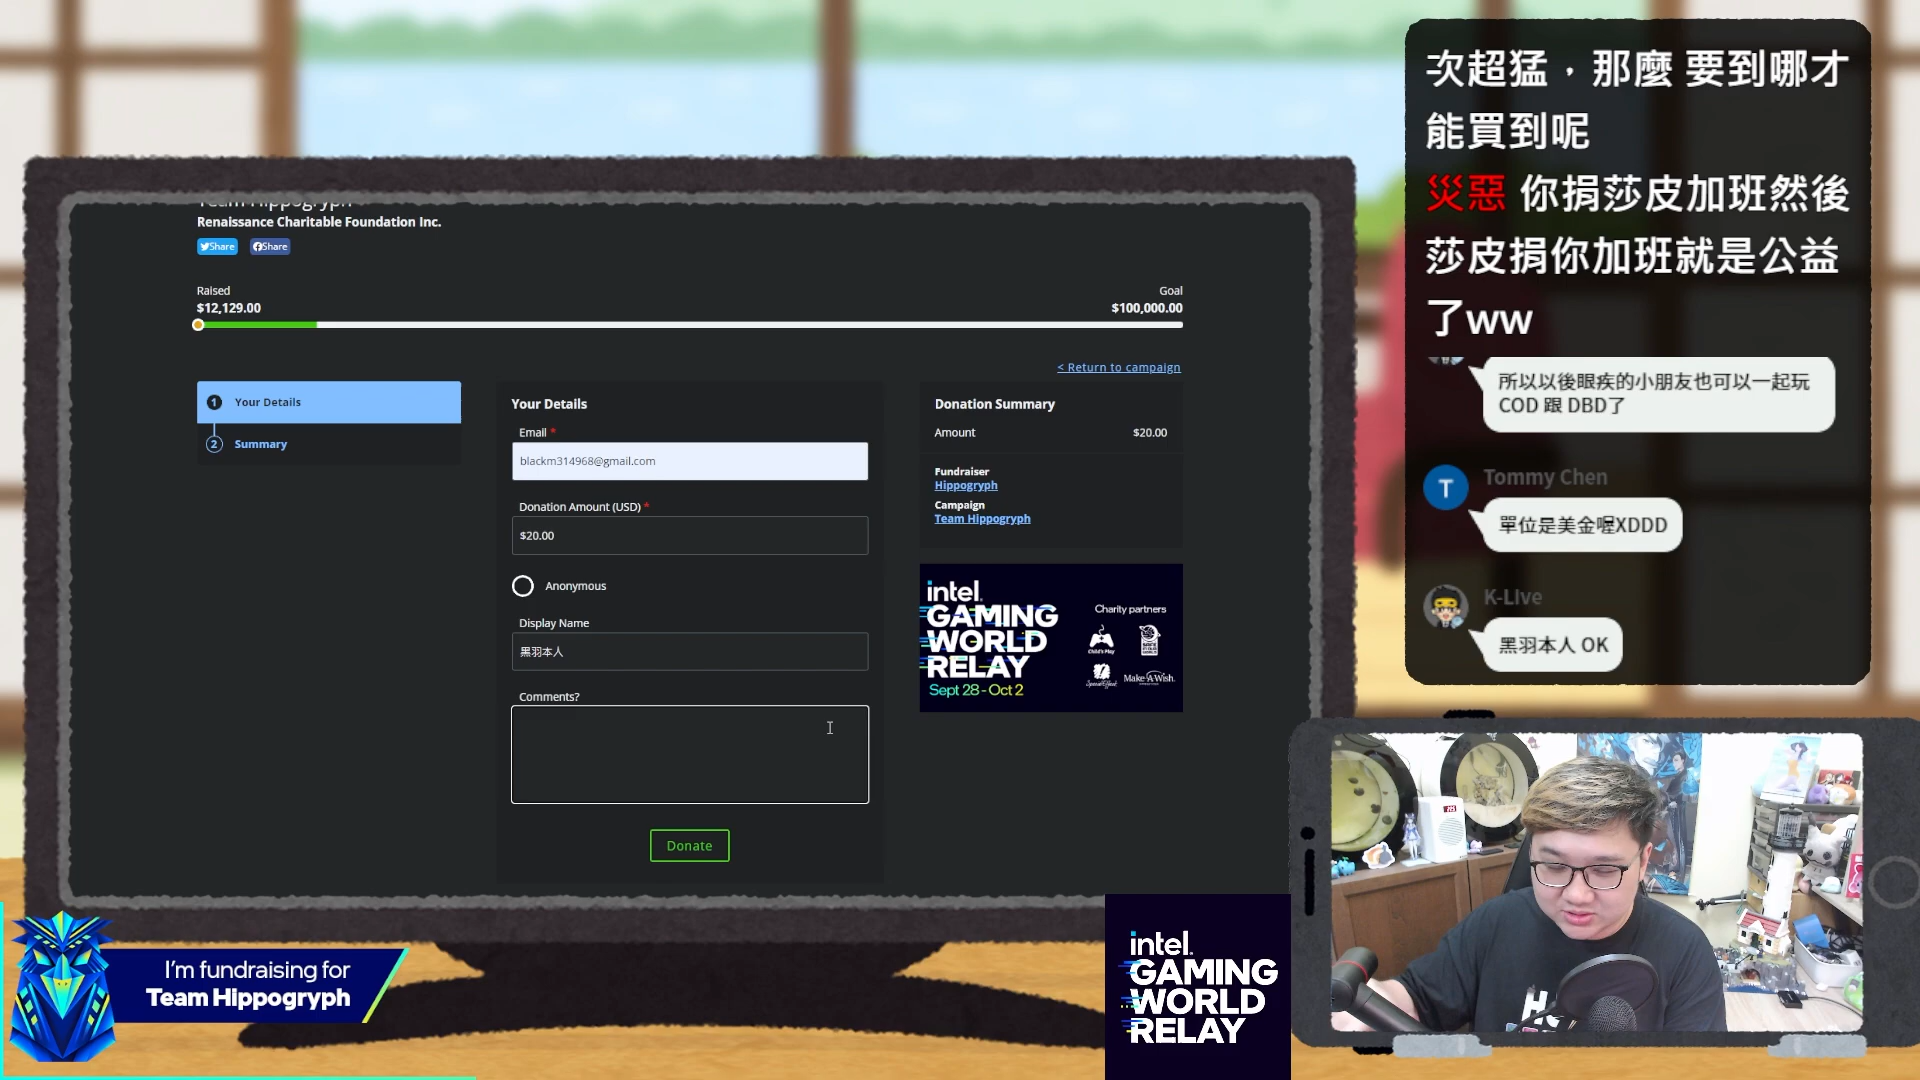 Team Hippogryph
Renaissance Charitable Foundation Inc.
Share
Share
Raised
$12,129.00
Goal
$100,000.00
< Return to campaign
1 Your Details
2 Summary
Your Details
Email *
blackm314968@gmail.com
Donation Amount (USD) *
$20.00
Anonymous
Display Name
黑羽本人
Comments?
Donate
Donation Summary
Amount $20.00
Fundraiser
Hippogryph
Campaign
Team Hippogryph
intel.
GAMING
WORLD
RELAY
Sept 28 - Oct 2
Charity partners
Child's Play
SpecialEffect
Make-A-Wish.
次超猛，那麼 要到哪才
能買到呢
災惡 你捐莎皮加班然後
莎皮捐你加班就是公益
了ww
所以以後眼疾的小朋友也可以一起玩
COD 跟 DBD了
T
Tommy Chen
單位是美金喔XDDD
K-LIve
黑羽本人 OK
I'm fundraising for
Team Hippogryph
intel.
GAMING
WORLD
RELAY